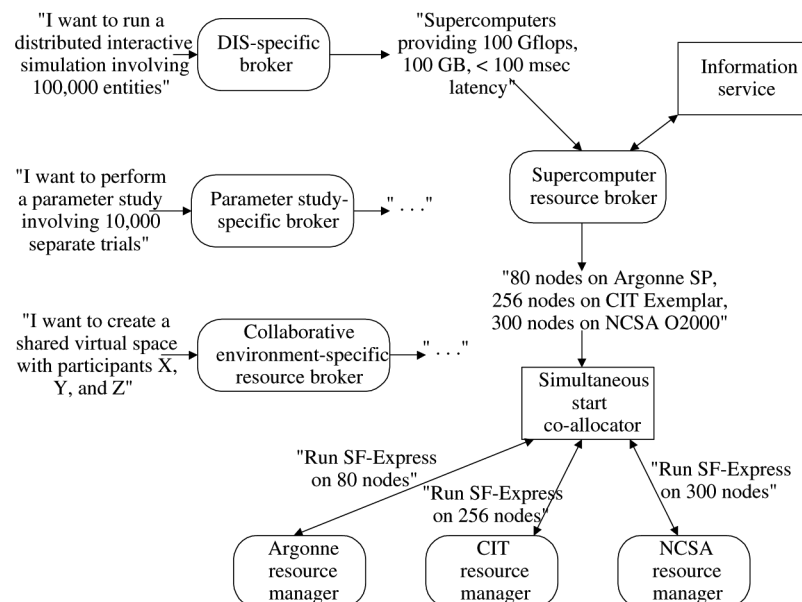 "I want to run a
distributed interactive
simulation involving
100,000 entities"
DIS-specific
broker
"Supercomputers
providing 100 Gflops,
100 GB, < 100 msec
latency"
Information
service
"I want to perform
a parameter study
involving 10,000
separate trials"
Parameter study-
specific broker
" . . ."
Supercomputer
resource broker
"80 nodes on Argonne SP,
256 nodes on CIT Exemplar,
300 nodes on NCSA O2000"
"I want to create a
shared virtual space
with participants X,
Y, and Z"
Collaborative
environment-specific
resource broker
" . . ."
Simultaneous
start
co-allocator
"Run SF-Express
on 80 nodes"
"Run SF-Express
on 256 nodes"
"Run SF-Express
on 300 nodes"
Argonne
resource
manager
CIT
resource
manager
NCSA
resource
manager